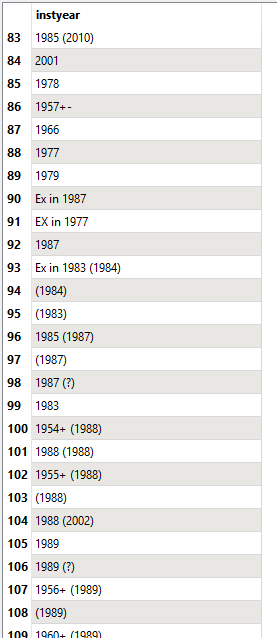 instyear
83 1985 (2010)
84 2001
85 1978
86 1957+-
87 1966
88 1977
89 1979
90 Ex in 1987
91 EX in 1977
92 1987
93 Ex in 1983 (1984)
94 (1984)
95 (1983)
96 1985 (1987)
97 (1987)
98 1987 (?)
99 1983
100 1954+ (1988)
101 1988 (1988)
102 1955+ (1988)
103 (1988)
104 1988 (2002)
105 1989
106 1989 (?)
107 1956+ (1989)
108 (1989)
109 1960+ (1989)